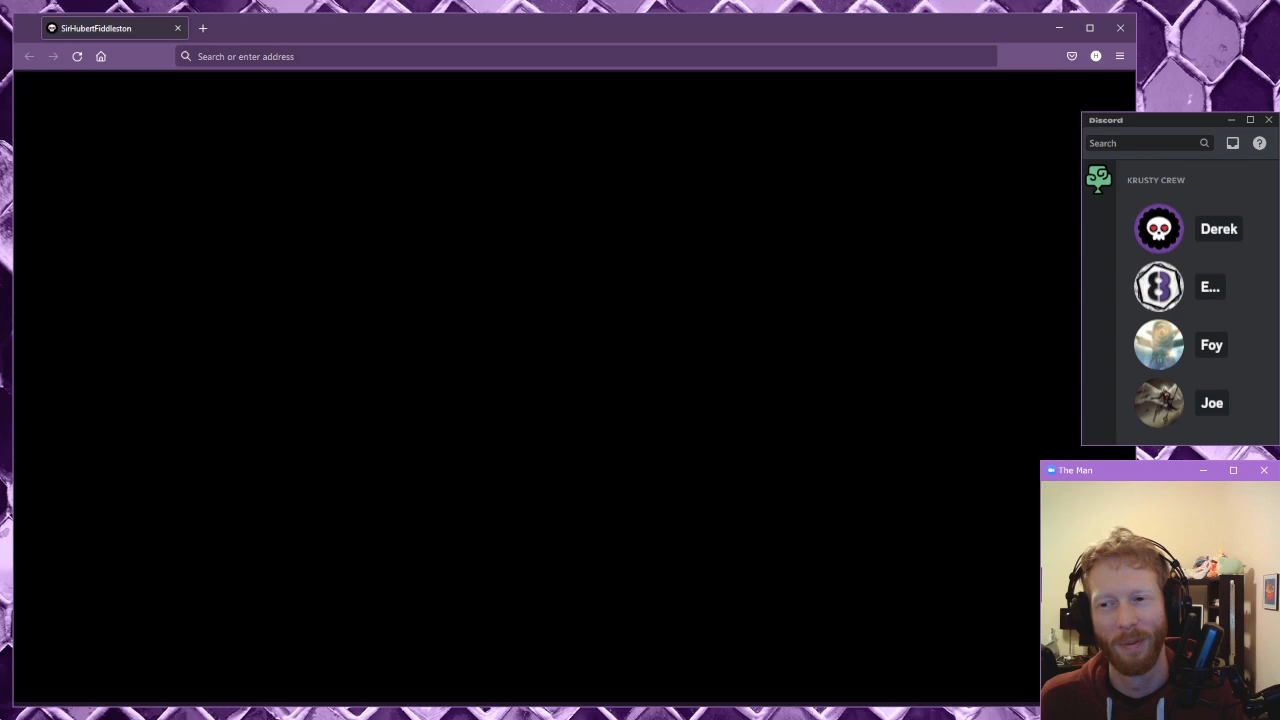 SirHubertFiddleston
Search or enter address
H
Discord
Search
KRUSTY CREW
Derek
E...
Foy
Joe
The Man